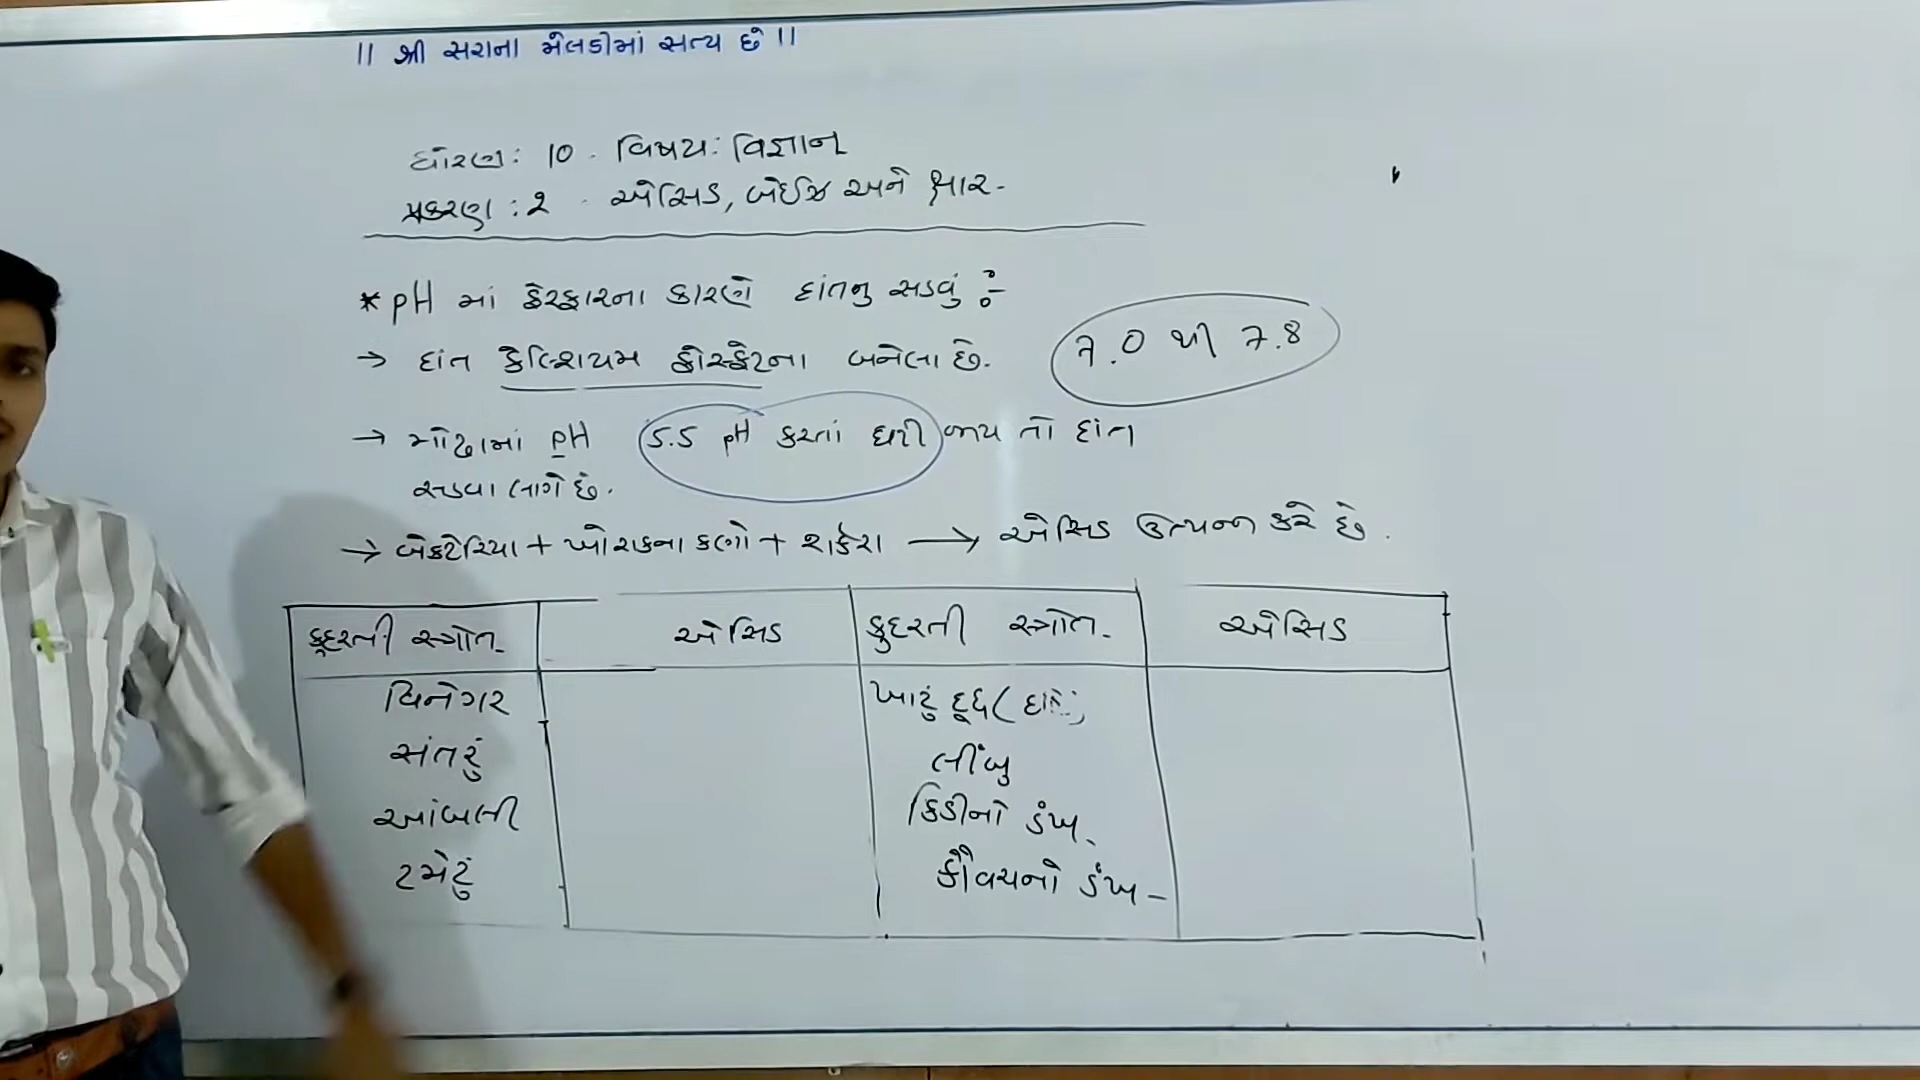 ॥ શ્રી સરાના મેલડીમાં સત્ય છે ॥
ધોરણ: 10. વિષય: વિજ્ઞાન
પ્રકરણ: 2. એસિડ, બેઈઝ અને ક્ષાર.
* pH માં ફેરફારના કારણે દાંતનુ સડવું :-
→ દાંત કેલ્શિયમ ફોસ્ફેટના બનેલા છે.
7.0 થી 7.8
→ મોઢામાં pH 5.5 pH કરતાં ઘટી જાય તો દાંત
સડવા લાગે છે.
→ બેક્ટેરિયા + ખોરાકના કણો + શર્કરા → એસિડ ઉત્પન્ન કરે છે.
કુદરતી સ્ત્રોત. એસિડ કુદરતી સ્ત્રોત. એસિડ
વિનેગર ખાટું દૂધ (
સંતરું લીંબુ
આંબલી કિડીનો ડંખ
ટમેટું કૌવચનો ડંખ -